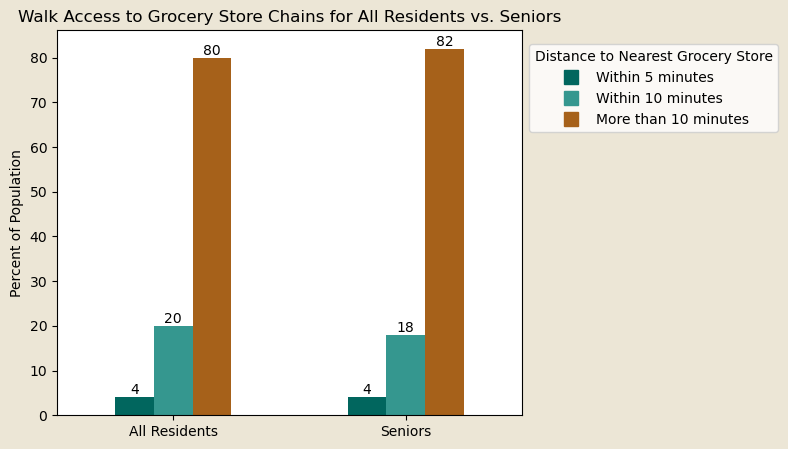 Walk Access to Grocery Store Chains for All Residents vs. Seniors
Percent of Population
80
70
60
50
40
30
20
10
0
4
20
80
4
18
82
All Residents
Seniors
Distance to Nearest Grocery Store
Within 5 minutes
Within 10 minutes
More than 10 minutes